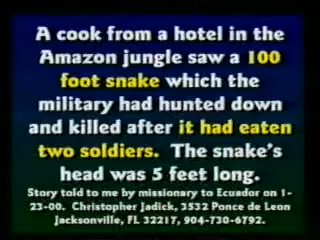 A cook from a hotel in the
Amazon jungle saw a 100
foot snake which the
military had hunted down
and killed after it had eaten
two soldiers. The snake's
head was 5 feet long.
Story told to me by missionary to Ecuador on 1-
23-00. Christopher Jadick, 3532 Ponce de Leon
Jacksonville, FL 32217, 904-730-6792.